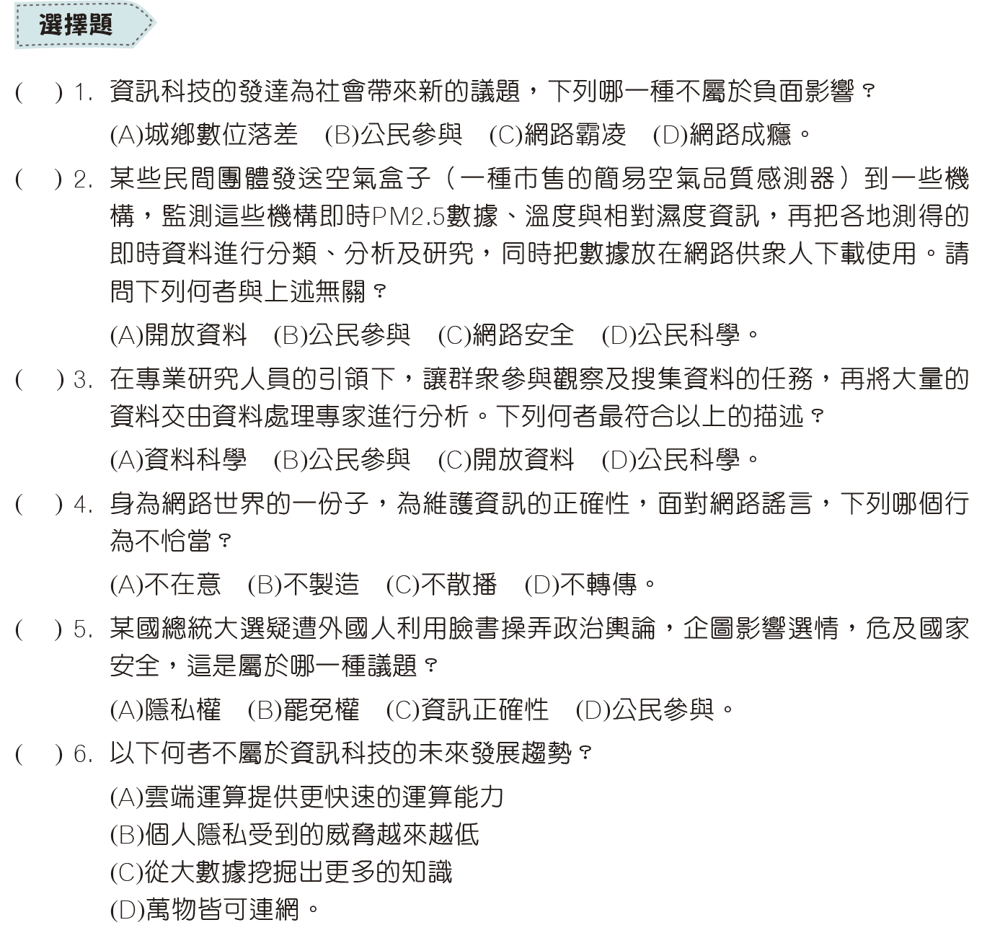 選擇題
(　) 1. 資訊科技的發達為社會帶來新的議題，下列哪一種不屬於負面影響？
(A)城鄉數位落差　(B)公民參與　(C)網路霸凌　(D)網路成癮。
(　) 2. 某些民間團體發送空氣盒子（一種市售的簡易空氣品質感測器）到一些機
構，監測這些機構即時PM2.5數據、溫度與相對濕度資訊，再把各地測得的
即時資料進行分類、分析及研究，同時把數據放在網路供眾人下載使用。請
問下列何者與上述無關？
(A)開放資料　(B)公民參與　(C)網路安全　(D)公民科學。
(　) 3. 在專業研究人員的引領下，讓群眾參與觀察及搜集資料的任務，再將大量的
資料交由資料處理專家進行分析。下列何者最符合以上的描述？
(A)資料科學　(B)公民參與　(C)開放資料　(D)公民科學。
(　) 4. 身為網路世界的一份子，為維護資訊的正確性，面對網路謠言，下列哪個行
為不恰當？
(A)不在意　(B)不製造　(C)不散播　(D)不轉傳。
(　) 5. 某國總統大選疑遭外國人利用臉書操弄政治輿論，企圖影響選情，危及國家
安全，這是屬於哪一種議題？
(A)隱私權　(B)罷免權　(C)資訊正確性　(D)公民參與。
(　) 6. 以下何者不屬於資訊科技的未來發展趨勢？
(A)雲端運算提供更快速的運算能力
(B)個人隱私受到的威脅越來越低
(C)從大數據挖掘出更多的知識
(D)萬物皆可連網。